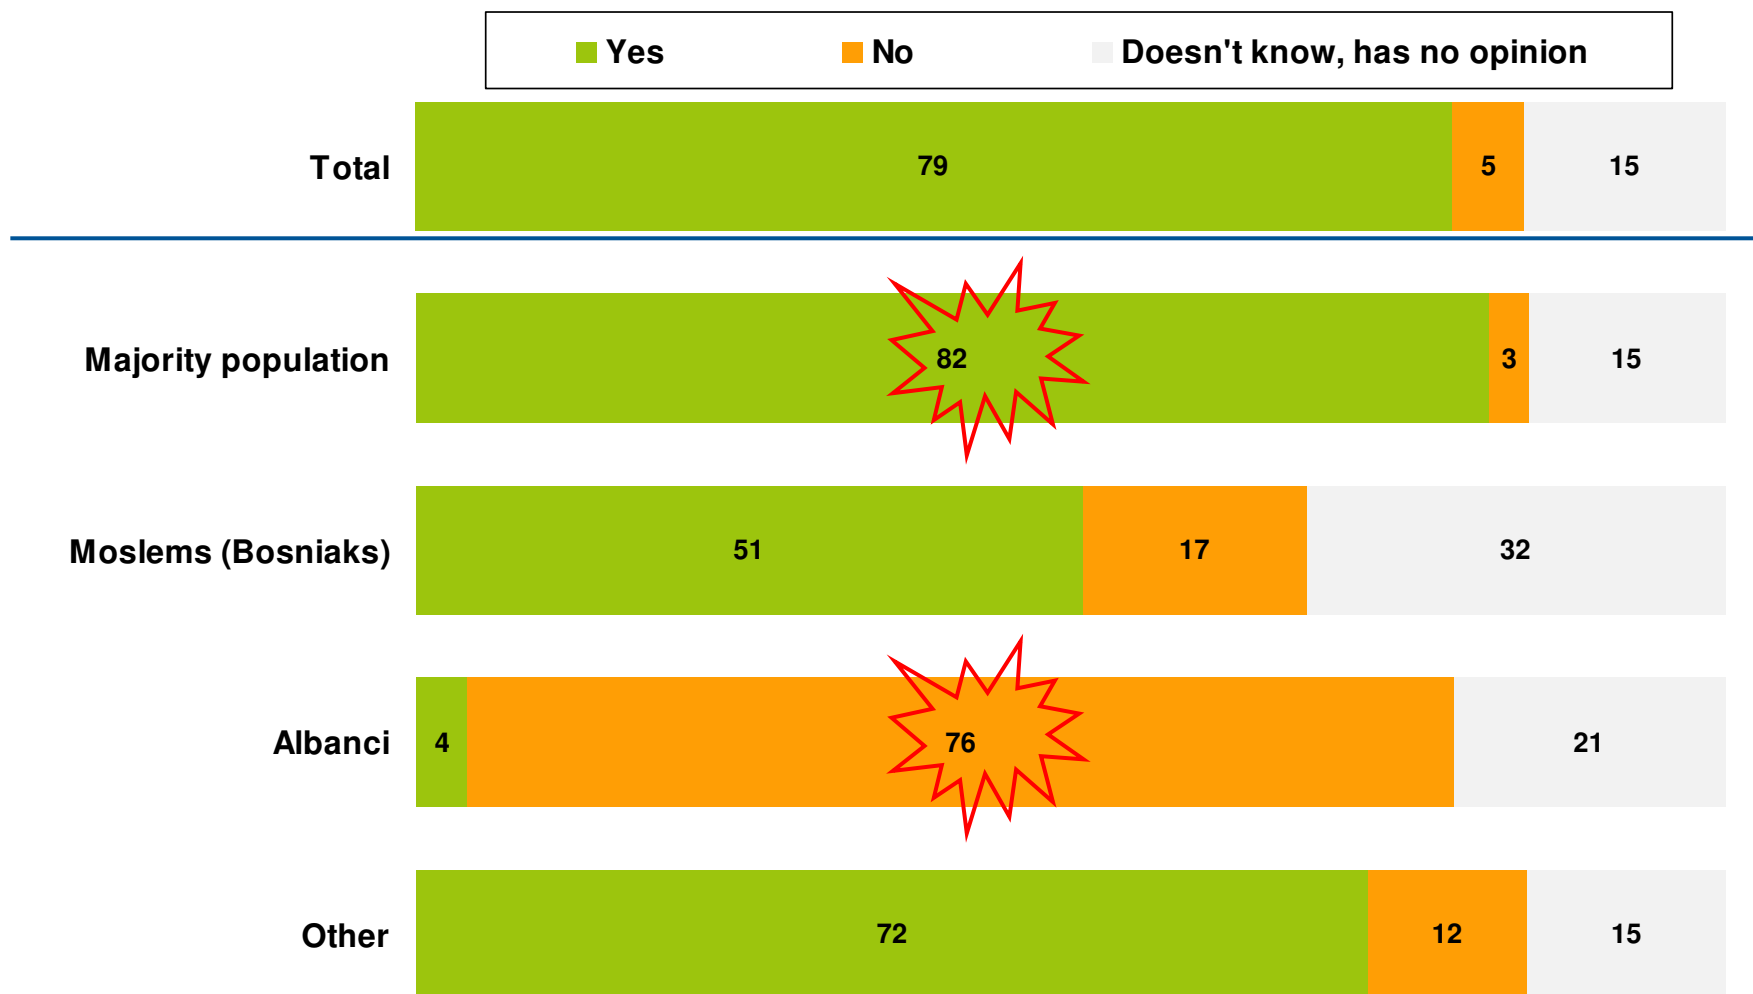 Yes No Doesn't know, has no opinion
Total 79 5 15
Majority population 82 3 15
Moslems (Bosniaks) 51 17 32
Albanci 4 76 21
Other 72 12 15